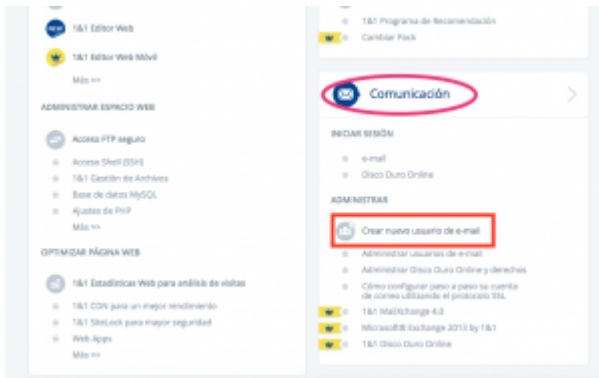 1&1 Editor Web
1&1 Editor Web Móvil
Más >>
ADMINISTRAR ESPACIO WEB
Acceso FTP seguro
Acceso Shell (SSH)
1&1 Gestión de Archivos
Base de datos MySQL
Ajustes de PHP
Más >>
OPTIMIZAR PÁGINA WEB
1&1 Estadísticas Web para análisis de visitas
1&1 CDN para un mejor rendimiento
1&1 SiteLock para mayor seguridad
Web Apps
Más >>
1&1 Programa de Recomendación
Cambiar Pack
Comunicación
INICIAR SESIÓN
e-mail
Disco Duro Online
ADMINISTRAR
Crear nuevo usuario de e-mail
Administrar usuarios de e-mail
Administrar Disco Duro Online y derechos
Cómo configurar paso a paso su cuenta
de correo utilizando el protocolo SSL
1&1 MailXchange 4.0
Microsoft® Exchange 2013 by 1&1
1&1 Disco Duro Online